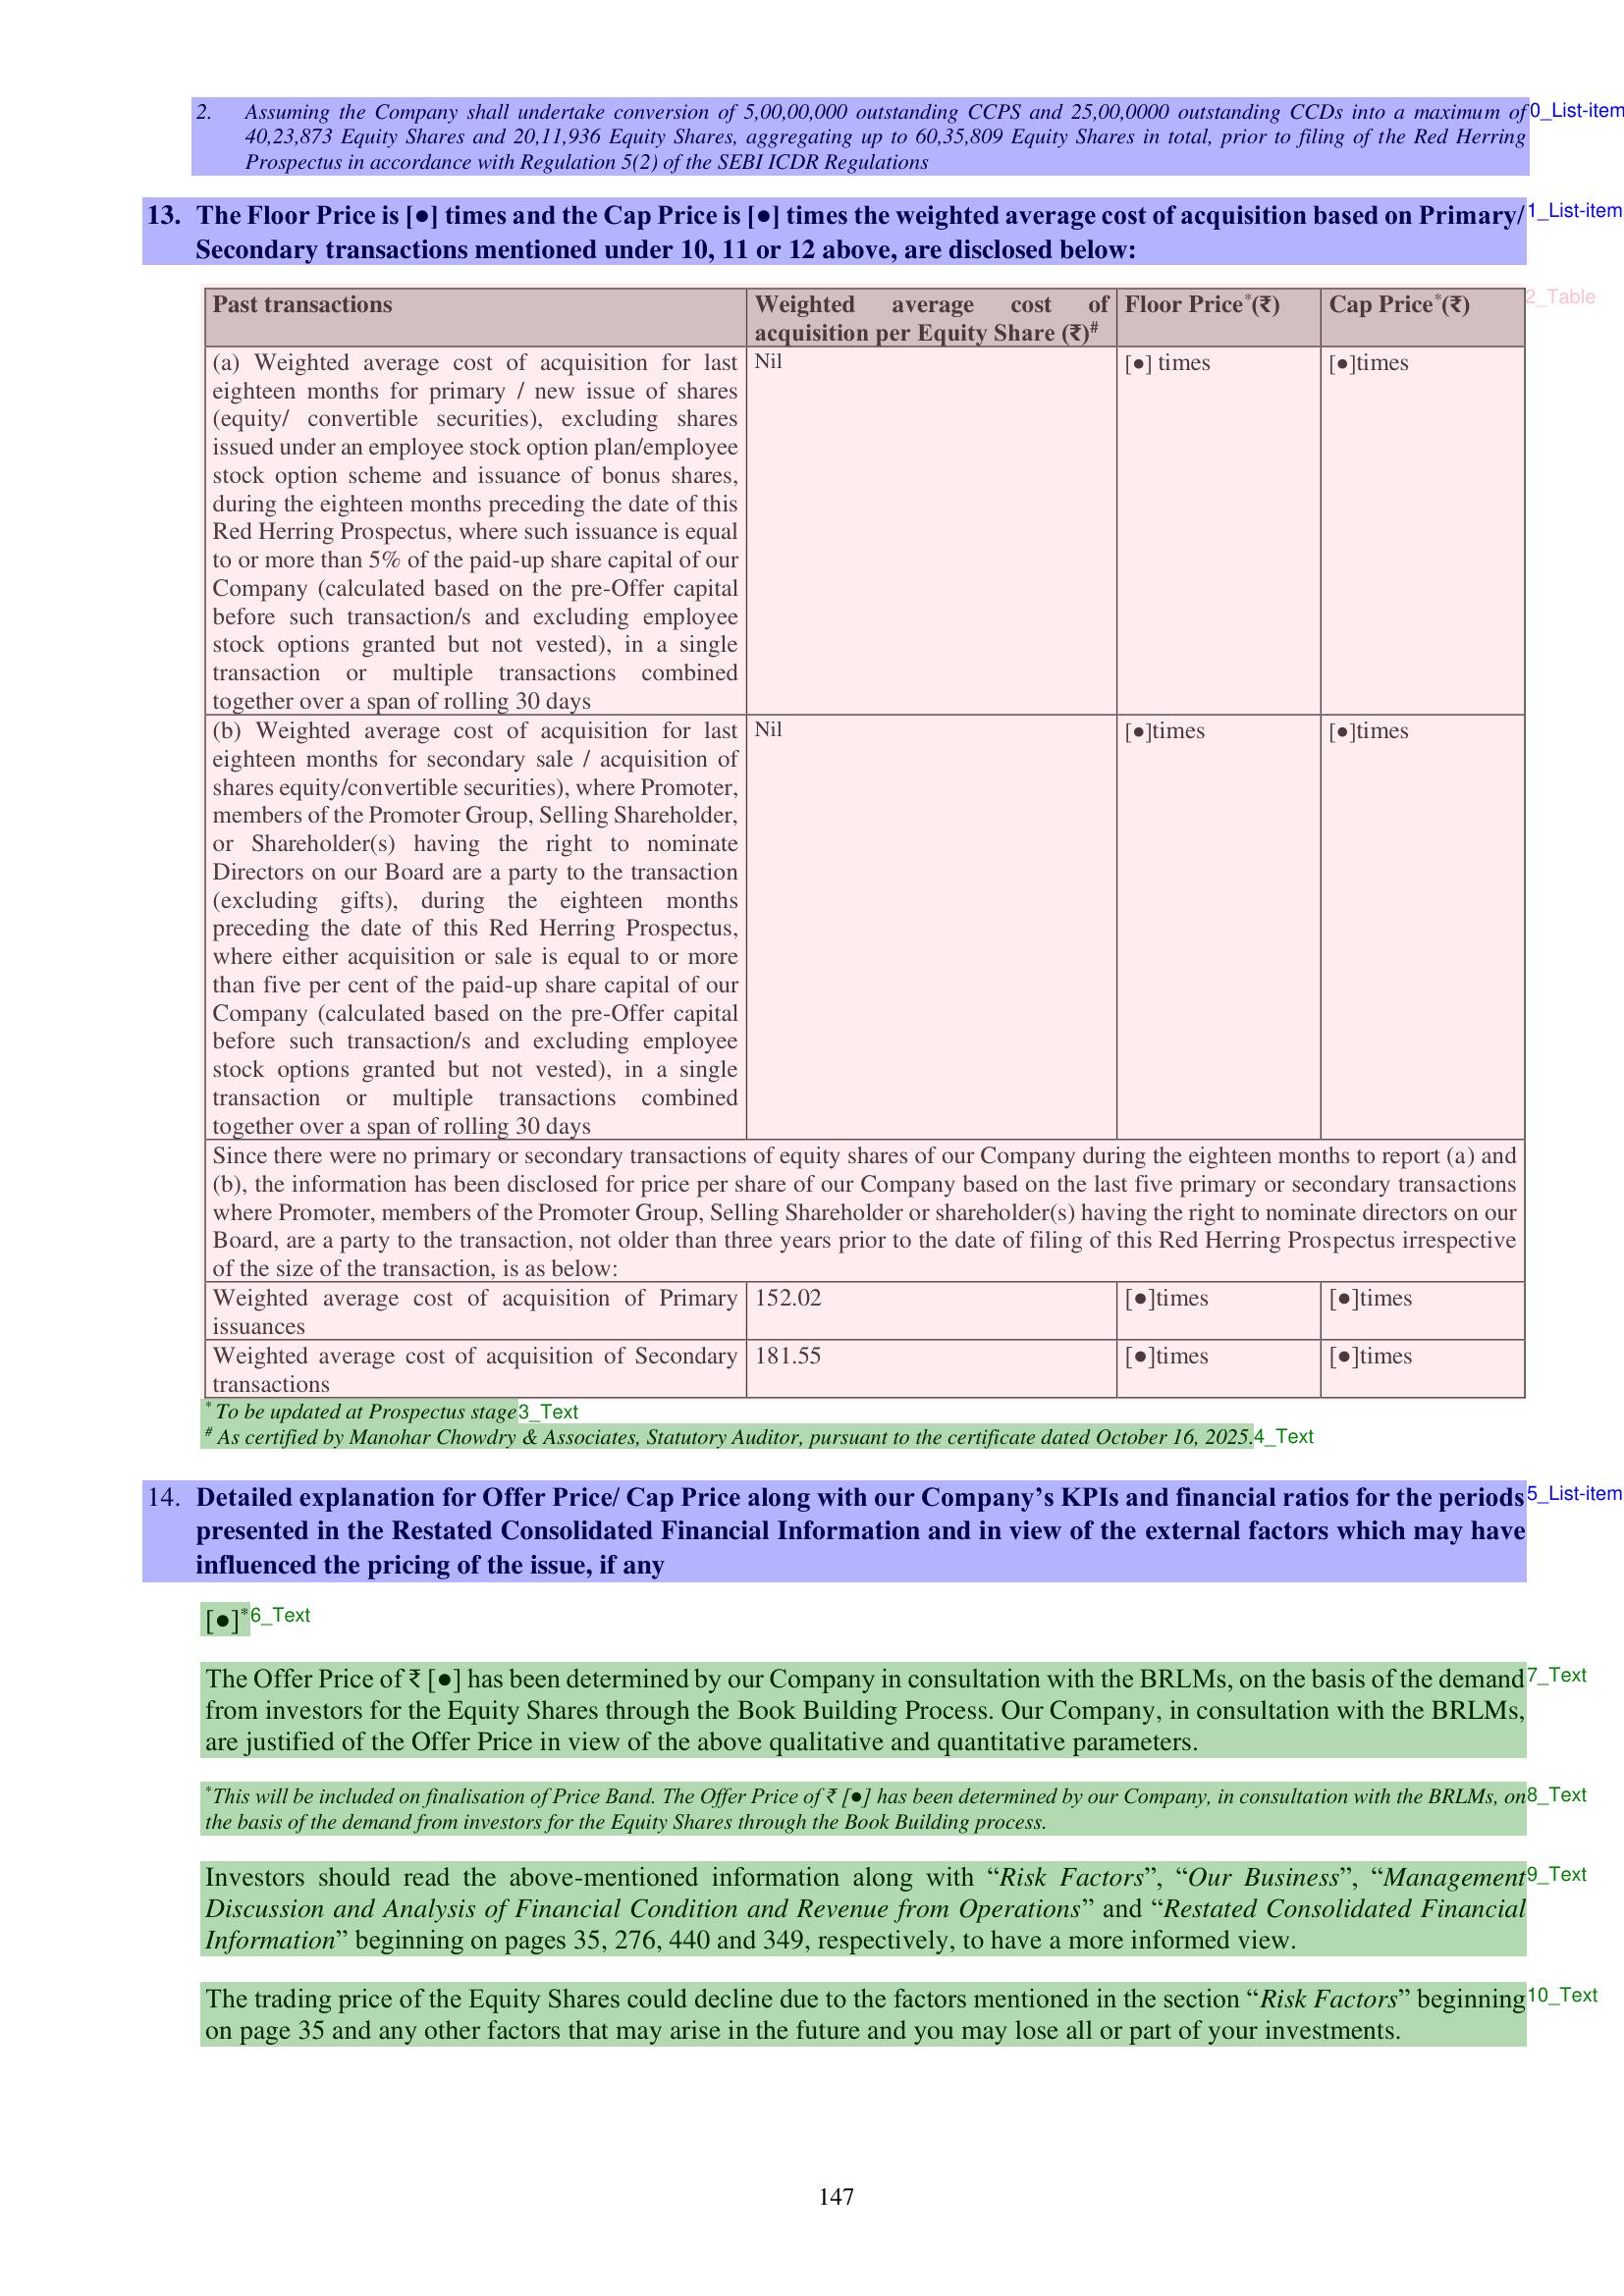 2. Assuming the Company shall undertake conversion of 5,00,00,000 outstanding CCPS and 25,00,0000 outstanding CCDs into a maximum of 0_List-item
40,23,873 Equity Shares and 20,11,936 Equity Shares, aggregating up to 60,35,809 Equity Shares in total, prior to filing of the Red Herring
Prospectus in accordance with Regulation 5(2) of the SEBI ICDR Regulations
13. The Floor Price is [●] times and the Cap Price is [●] times the weighted average cost of acquisition based on Primary/ 1_List-item
Secondary transactions mentioned under 10, 11 or 12 above, are disclosed below:
2_Table
Past transactions
Weighted average cost of
acquisition per Equity Share (₹)#
Floor Price*(₹)
Cap Price*(₹)
(a) Weighted average cost of acquisition for last
eighteen months for primary / new issue of shares
(equity/ convertible securities), excluding shares
issued under an employee stock option plan/employee
stock option scheme and issuance of bonus shares,
during the eighteen months preceding the date of this
Red Herring Prospectus, where such issuance is equal
to or more than 5% of the paid-up share capital of our
Company (calculated based on the pre-Offer capital
before such transaction/s and excluding employee
stock options granted but not vested), in a single
transaction or multiple transactions combined
together over a span of rolling 30 days
Nil
[●] times
[●]times
(b) Weighted average cost of acquisition for last
eighteen months for secondary sale / acquisition of
shares equity/convertible securities), where Promoter,
members of the Promoter Group, Selling Shareholder,
or Shareholder(s) having the right to nominate
Directors on our Board are a party to the transaction
(excluding gifts), during the eighteen months
preceding the date of this Red Herring Prospectus,
where either acquisition or sale is equal to or more
than five per cent of the paid-up share capital of our
Company (calculated based on the pre-Offer capital
before such transaction/s and excluding employee
stock options granted but not vested), in a single
transaction or multiple transactions combined
together over a span of rolling 30 days
Nil
[●]times
[●]times
Since there were no primary or secondary transactions of equity shares of our Company during the eighteen months to report (a) and
(b), the information has been disclosed for price per share of our Company based on the last five primary or secondary transactions
where Promoter, members of the Promoter Group, Selling Shareholder or shareholder(s) having the right to nominate directors on our
Board, are a party to the transaction, not older than three years prior to the date of filing of this Red Herring Prospectus irrespective
of the size of the transaction, is as below:
Weighted average cost of acquisition of Primary
issuances
152.02
[●]times
[●]times
Weighted average cost of acquisition of Secondary
transactions
181.55
[●]times
[●]times
* To be updated at Prospectus stage 3_Text
# As certified by Manohar Chowdry & Associates, Statutory Auditor, pursuant to the certificate dated October 16, 2025. 4_Text
14. Detailed explanation for Offer Price/ Cap Price along with our Company’s KPIs and financial ratios for the periods 5_List-item
presented in the Restated Consolidated Financial Information and in view of the external factors which may have
influenced the pricing of the issue, if any
[●]* 6_Text
The Offer Price of ₹ [●] has been determined by our Company in consultation with the BRLMs, on the basis of the demand 7_Text
from investors for the Equity Shares through the Book Building Process. Our Company, in consultation with the BRLMs,
are justified of the Offer Price in view of the above qualitative and quantitative parameters.
*This will be included on finalisation of Price Band. The Offer Price of ₹ [●] has been determined by our Company, in consultation with the BRLMs, on 8_Text
the basis of the demand from investors for the Equity Shares through the Book Building process.
Investors should read the above-mentioned information along with “Risk Factors”, “Our Business”, “Management 9_Text
Discussion and Analysis of Financial Condition and Revenue from Operations” and “Restated Consolidated Financial
Information” beginning on pages 35, 276, 440 and 349, respectively, to have a more informed view.
The trading price of the Equity Shares could decline due to the factors mentioned in the section “Risk Factors” beginning 10_Text
on page 35 and any other factors that may arise in the future and you may lose all or part of your investments.
147